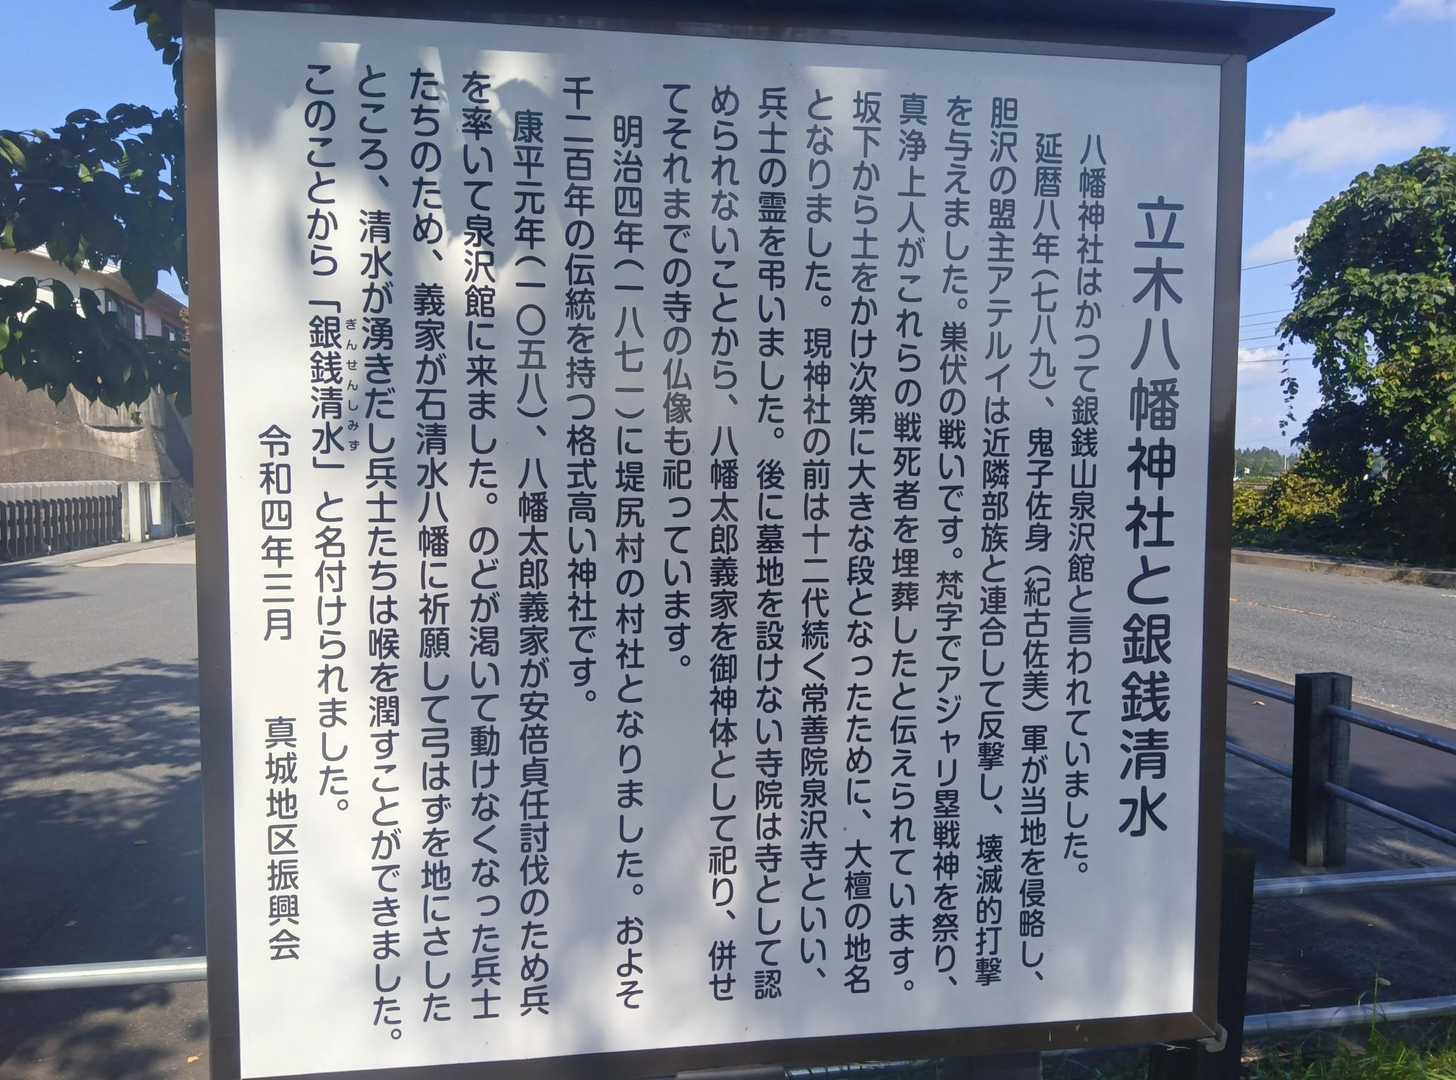 立木八幡神社と銀銭清水
八幡神社はかつて銀銭山泉沢館と言われていました。
延暦八年（七八九）、鬼子佐身（紀古佐美）軍が当地を侵略し、
胆沢の盟主アテルイは近隣部族と連合して反撃し、壊滅的打撃
を与えました。巣伏の戦いです。梵字でアジャリ塁戦神を祭り、
真浄上人がこれらの戦死者を埋葬したと伝えられています。
坂下から土をかけ次第に大きな段となったために、大檀の地名
となりました。現神社の前は十二代続く常善院泉沢寺といい、
兵士の霊を弔いました。後に墓地を設けない寺院は寺として認
められないことから、八幡太郎義家を御神体として祀り、併せ
てそれまでの寺の仏像も祀っています。
明治四年（一八七一）に堤尻村の村社となりました。およそ
千二百年の伝統を持つ格式高い神社です。
康平元年（一〇五八）、八幡太郎義家が安倍貞任討伐のため兵
を率いて泉沢館に来ました。のどが渇いて動けなくなった兵士
たちのため、義家が石清水八幡に祈願して弓はずを地にさした
ところ、清水が湧きだし兵士たちは喉を潤すことができました。
このことから「銀銭清水」と名付けられました。
ぎんせんしみず
令和四年三月　真城地区振興会